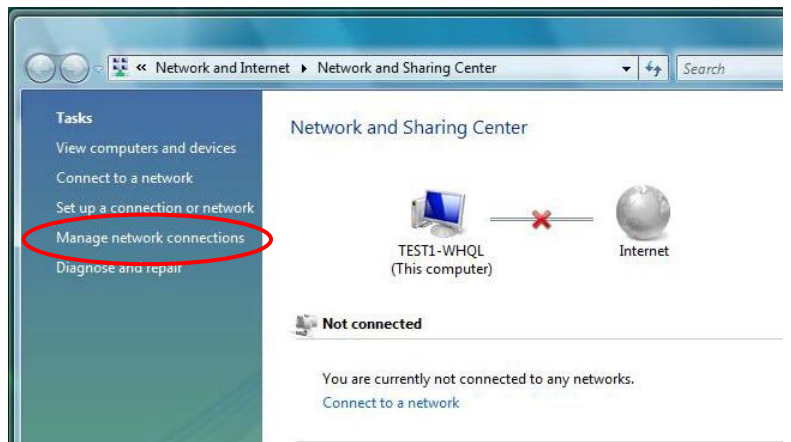 « Network and Internet ▸ Network and Sharing Center
Search
Tasks
View computers and devices
Connect to a network
Set up a connection or network
Manage network connections
Diagnose and repair
Network and Sharing Center
TEST1-WHQL
(This computer)
Internet
Not connected
You are currently not connected to any networks.
Connect to a network